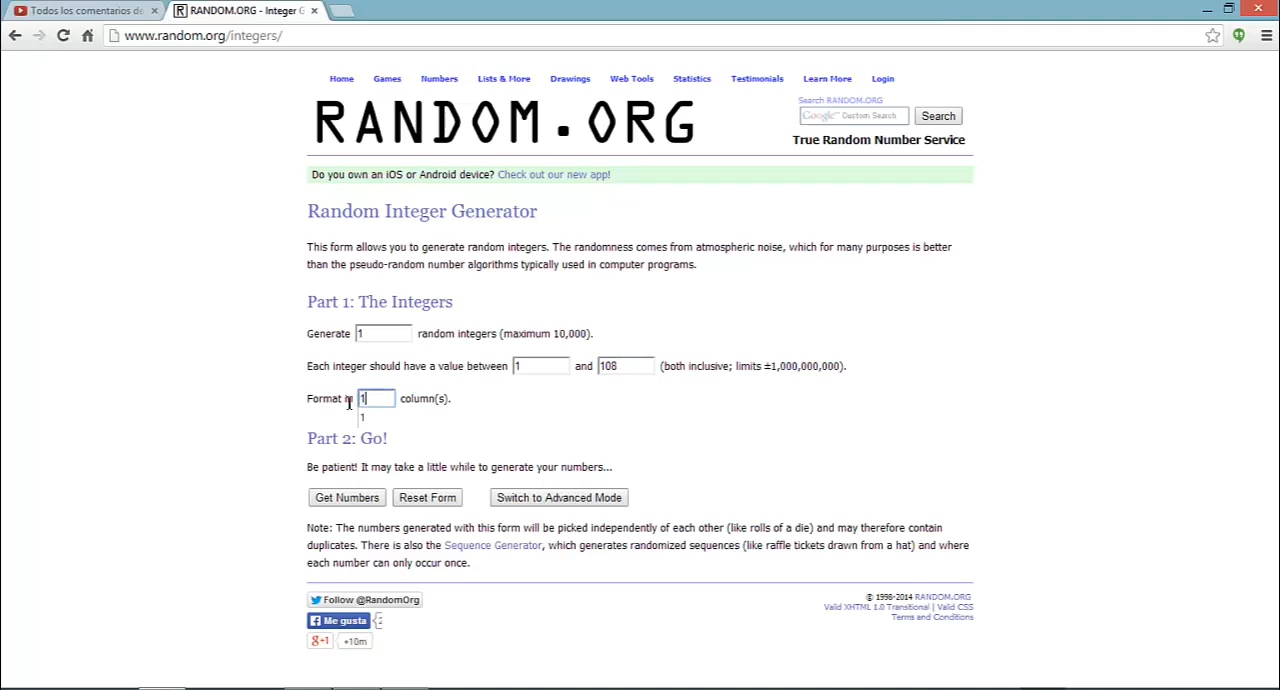 Todos los comentarios de
RANDOM.ORG - Integer G
www.random.org/integers/
Home Games Numbers Lists & More Drawings Web Tools Statistics Testimonials Learn More Login
RANDOM.ORG
Search RANDOM.ORG
Google™ Custom Search Search
True Random Number Service
Do you own an iOS or Android device? Check out our new app!
Random Integer Generator
This form allows you to generate random integers. The randomness comes from atmospheric noise, which for many purposes is better
than the pseudo-random number algorithms typically used in computer programs.
Part 1: The Integers
Generate 1 random integers (maximum 10,000).
Each integer should have a value between 1 and 108 (both inclusive; limits ±1,000,000,000).
Format in 1 column(s).
1
Part 2: Go!
Be patient! It may take a little while to generate your numbers...
Get Numbers Reset Form Switch to Advanced Mode
Note: The numbers generated with this form will be picked independently of each other (like rolls of a die) and may therefore contain
duplicates. There is also the Sequence Generator, which generates randomized sequences (like raffle tickets drawn from a hat) and where
each number can only occur once.
Follow @RandomOrg
Me gusta
+1 +10m
© 1998-2014 RANDOM.ORG
Valid XHTML 1.0 Transitional | Valid CSS
Terms and Conditions